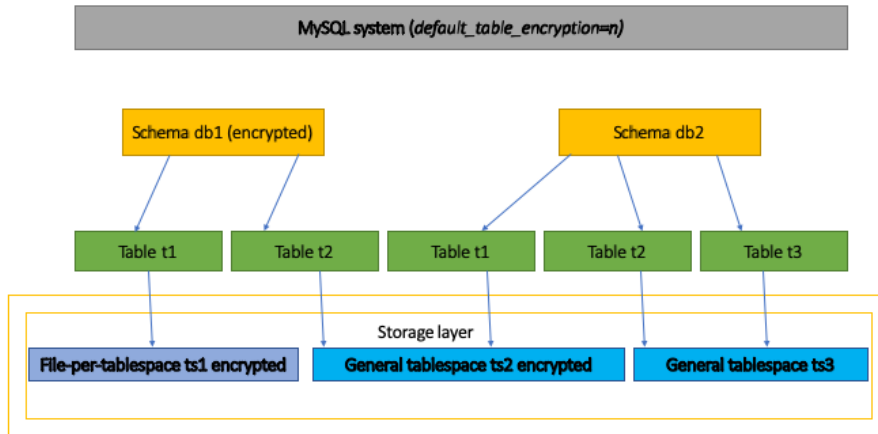 MySQL system (default_table_encryption=n)
Schema db1 (encrypted)
Schema db2
Table t1
Table t2
Table t1
Table t2
Table t3
Storage layer
File-per-tablespace ts1 encrypted
General tablespace ts2 encrypted
General tablespace ts3